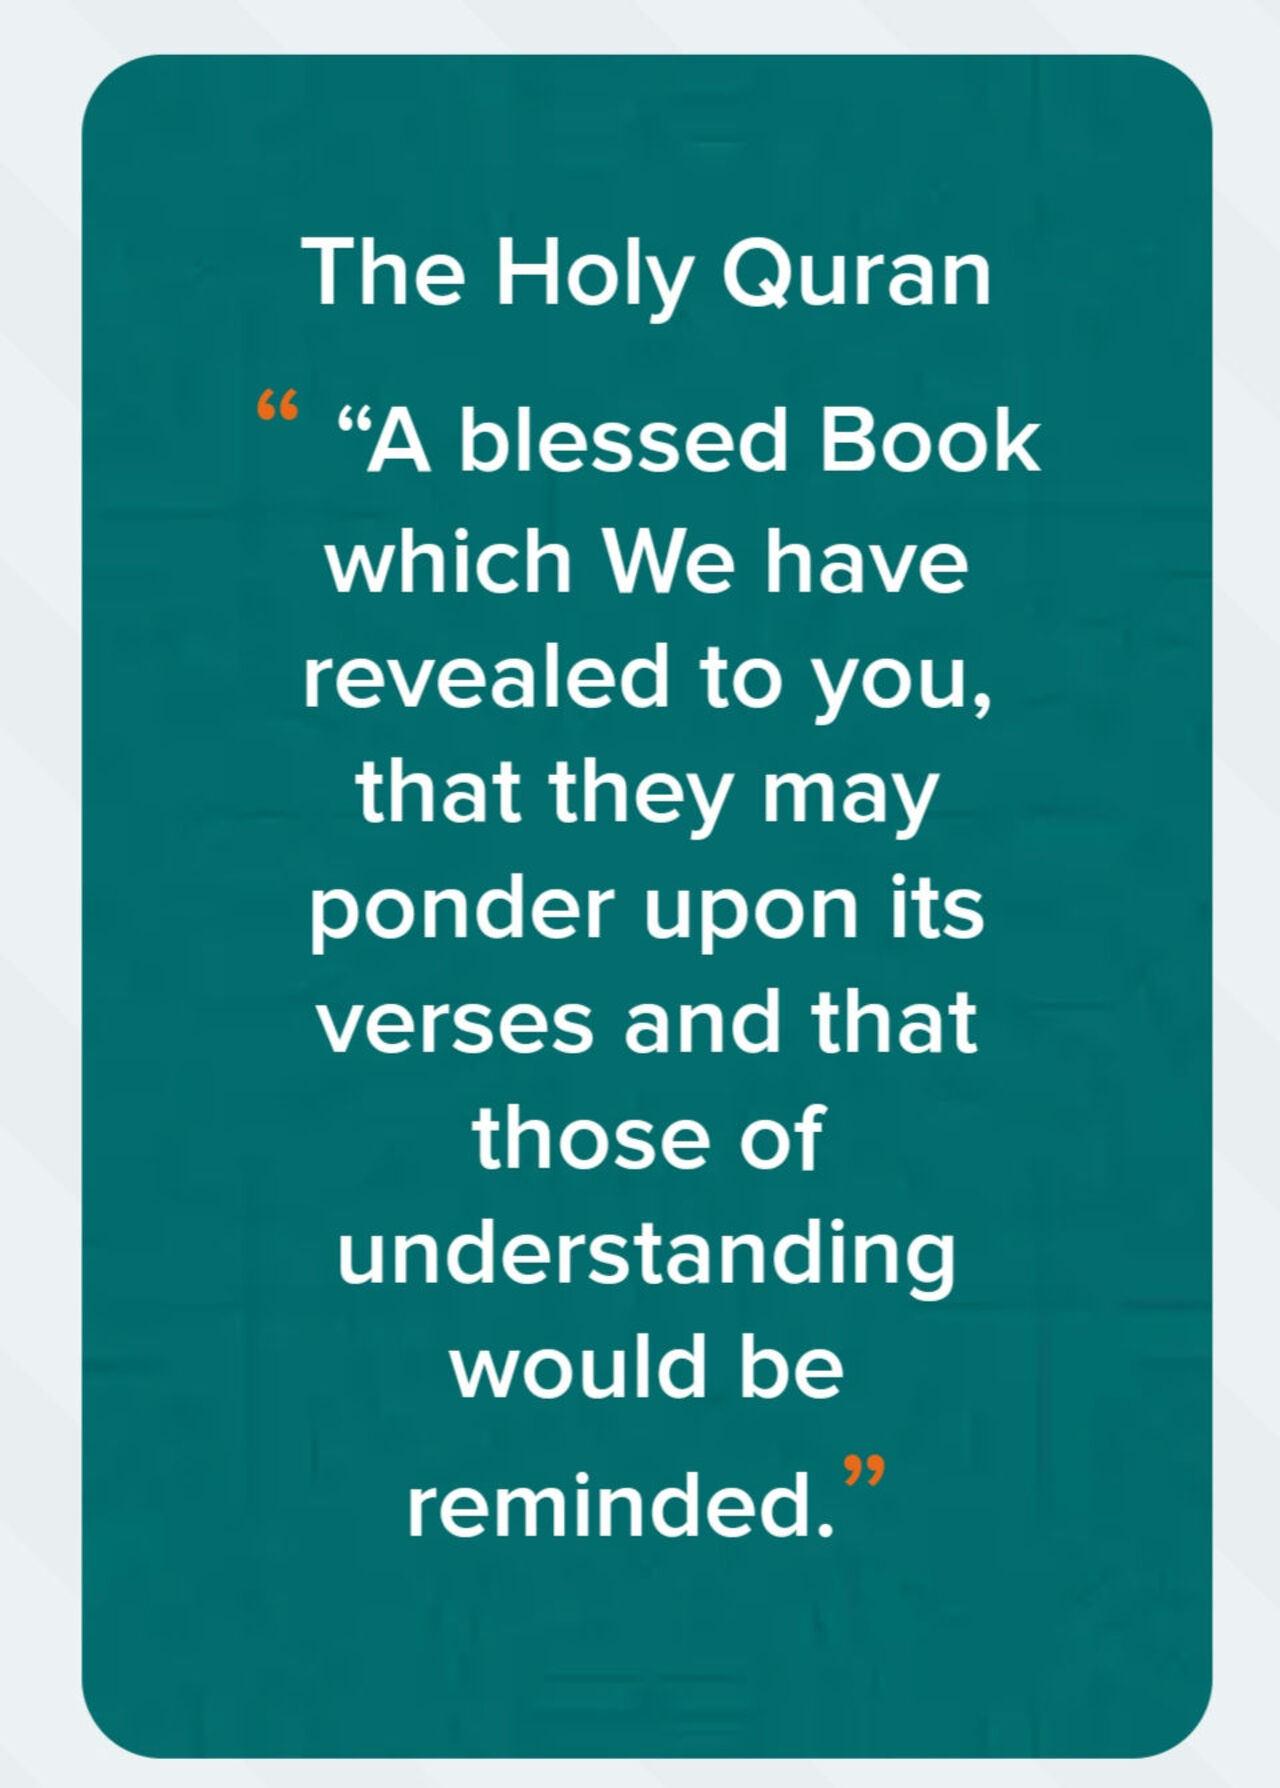 The Holy Quran
“ “A blessed Book
which We have
revealed to you,
that they may
ponder upon its
verses and that
those of
understanding
would be
reminded.”